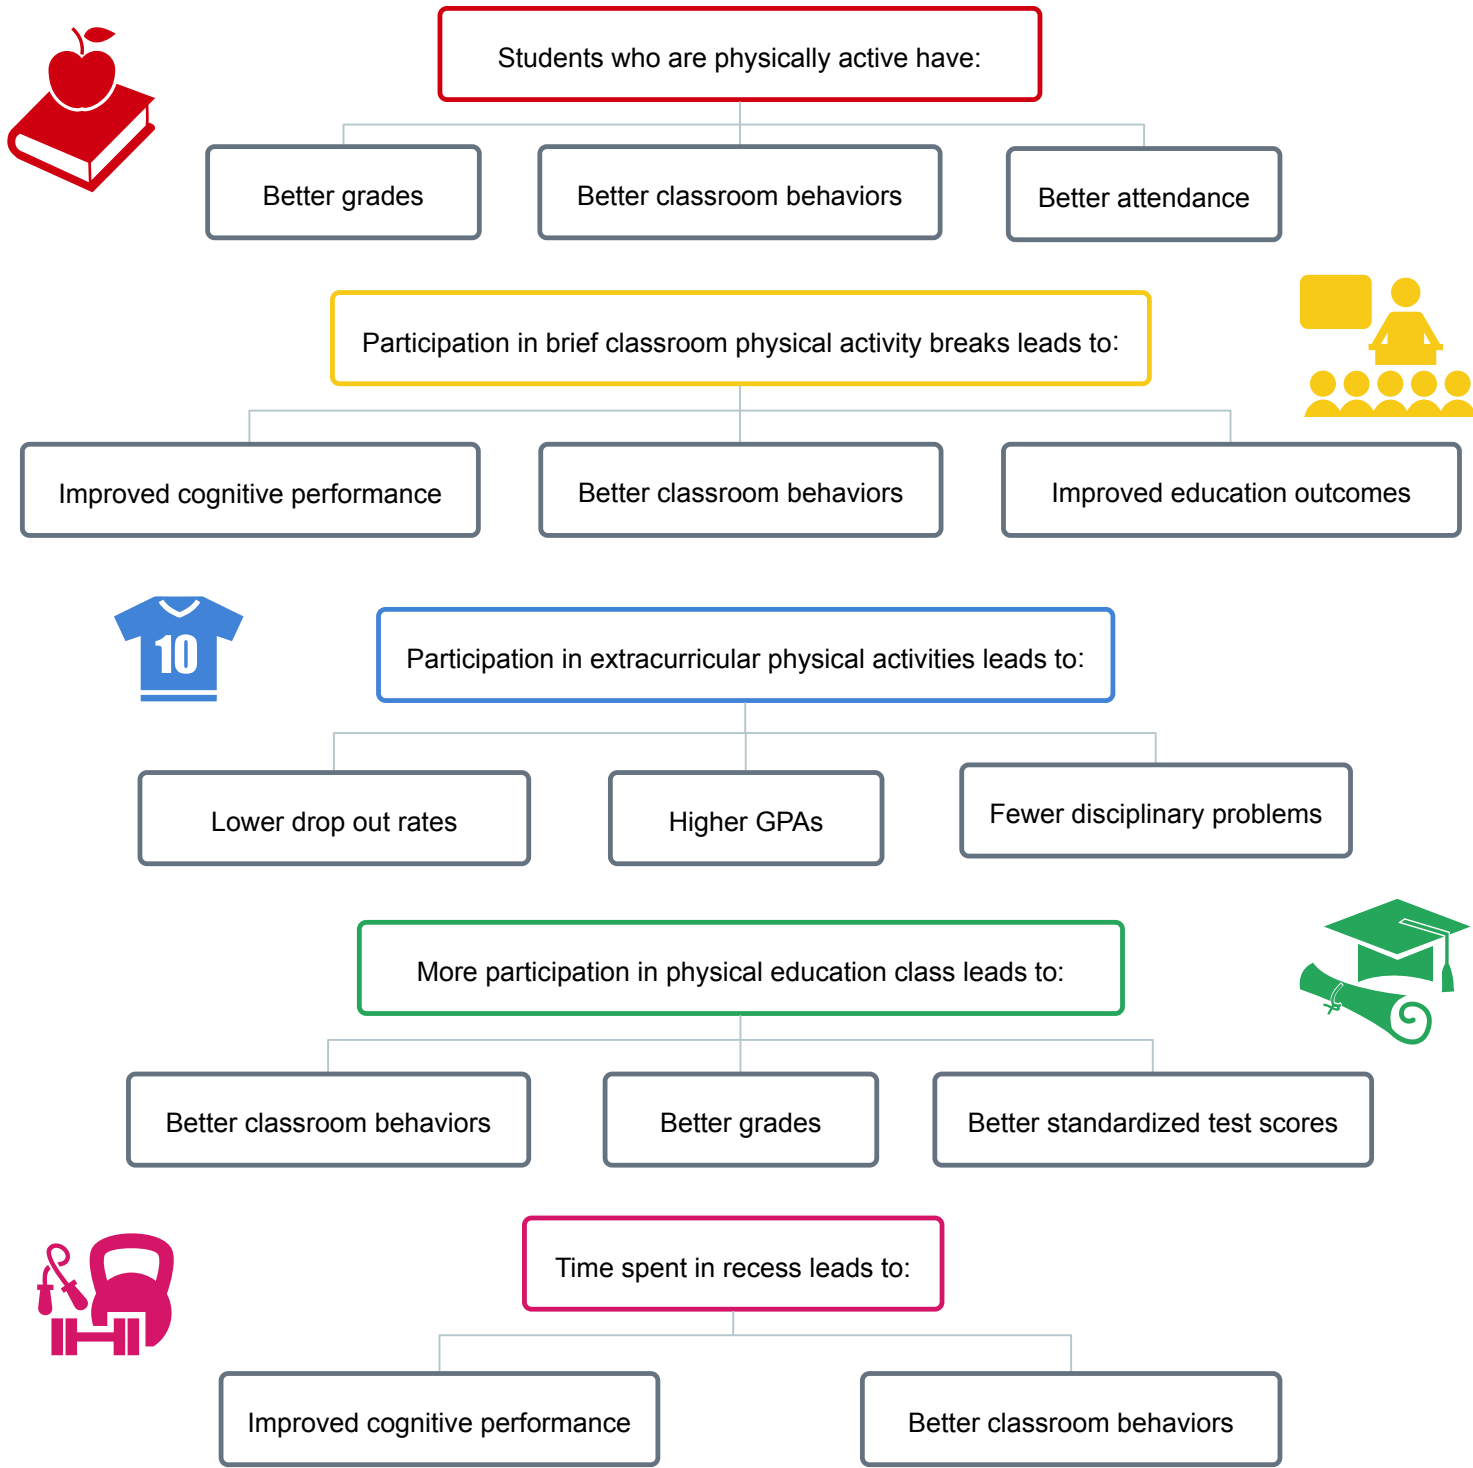 Students who are physically active have:
Better grades
Better classroom behaviors
Better attendance
Participation in brief classroom physical activity breaks leads to:
Improved cognitive performance
Better classroom behaviors
Improved education outcomes
10
Participation in extracurricular physical activities leads to:
Lower drop out rates
Higher GPAs
Fewer disciplinary problems
More participation in physical education class leads to:
Better classroom behaviors
Better grades
Better standardized test scores
Time spent in recess leads to:
Improved cognitive performance
Better classroom behaviors